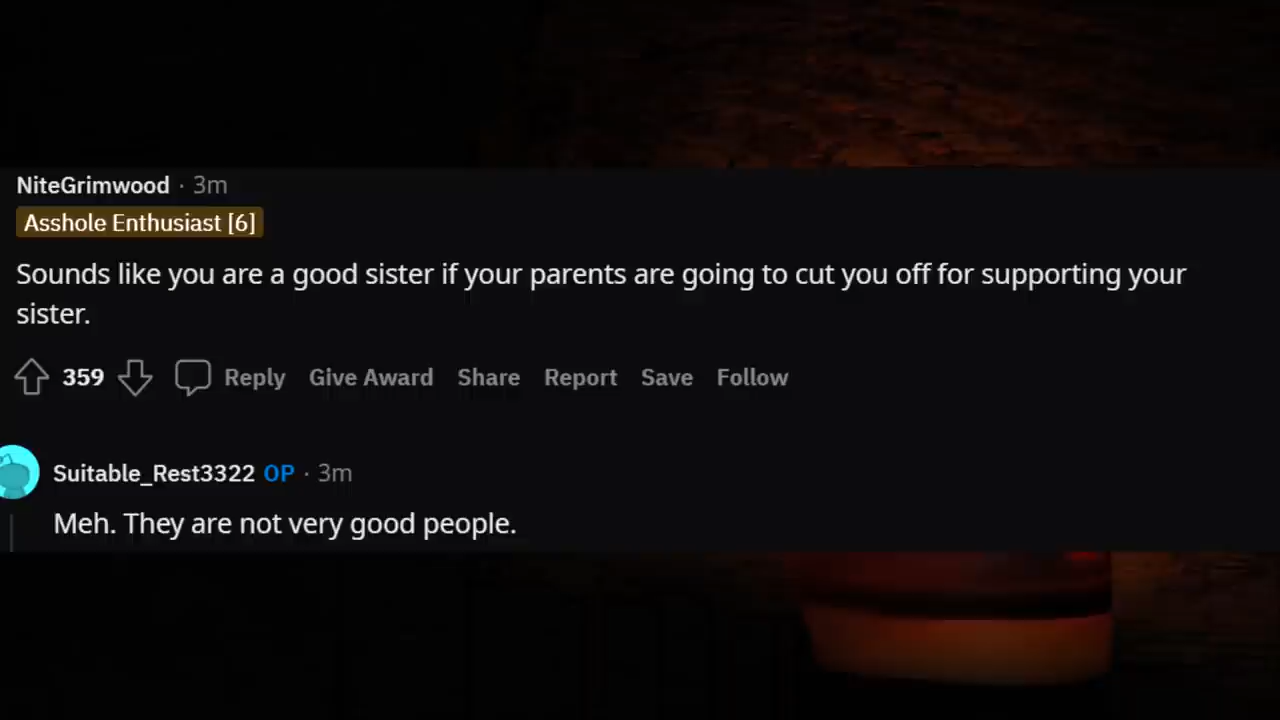 NiteGrimwood · 3m
Asshole Enthusiast [6]
Sounds like you are a good sister if your parents are going to cut you off for supporting your
sister.
359 Reply Give Award Share Report Save Follow
Suitable_Rest3322 OP · 3m
Meh. They are not very good people.